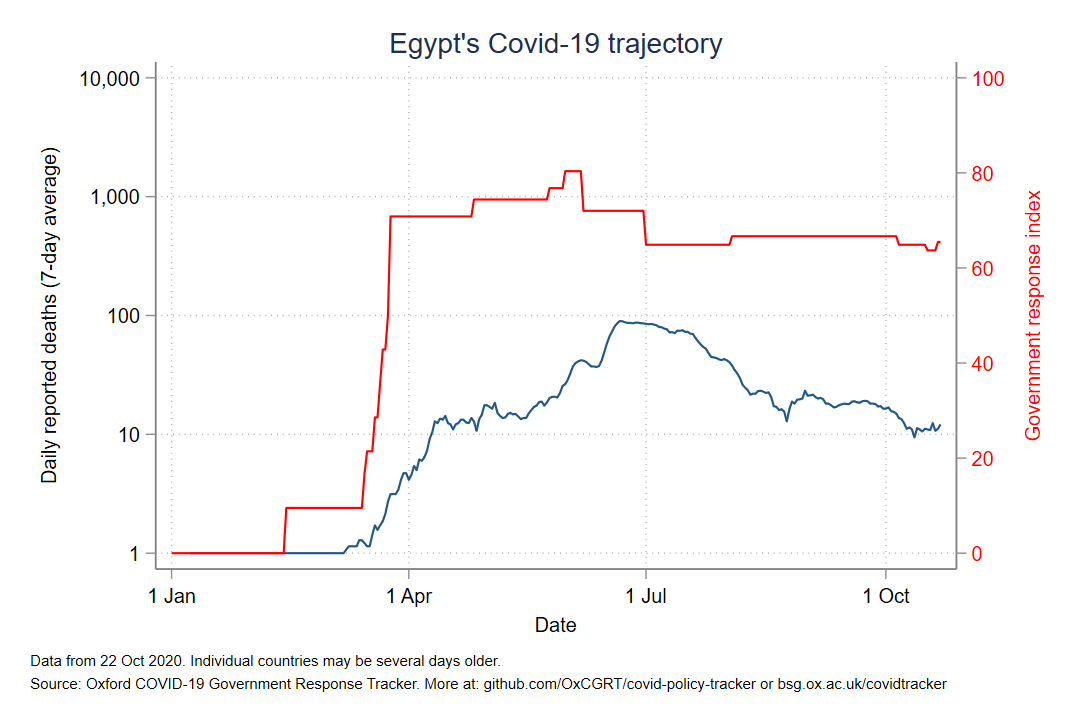 Egypt's Covid-19 trajectory
10,000
1,000
100
10
1
Daily reported deaths (7-day average)
100
80
60
40
20
0
Government response index
1 Jan 1 Apr 1 Jul 1 Oct
Date
Data from 22 Oct 2020. Individual countries may be several days older.
Source: Oxford COVID-19 Government Response Tracker. More at: github.com/OxCGRT/covid-policy-tracker or bsg.ox.ac.uk/covidtracker